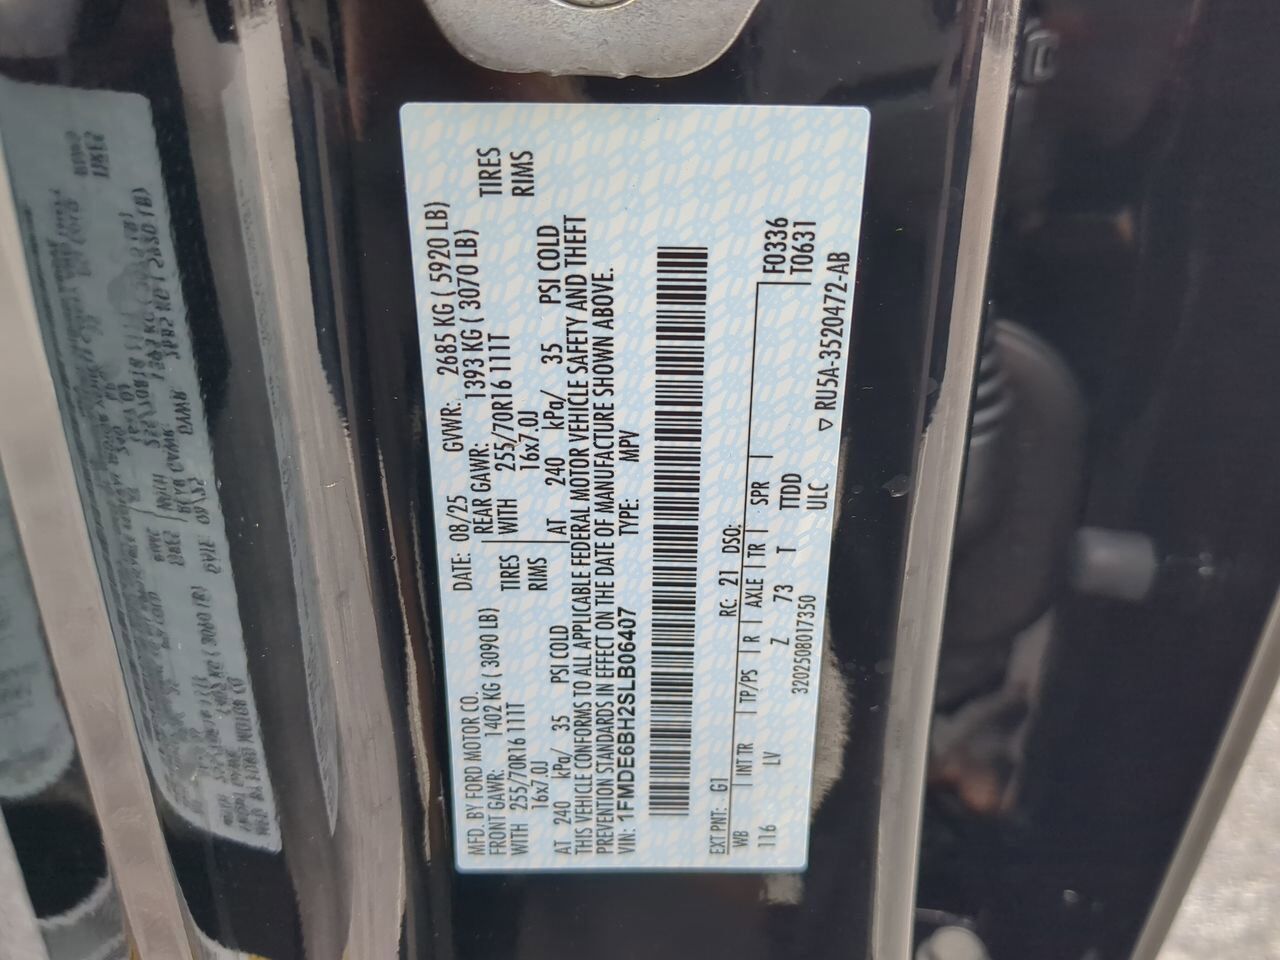 MFD. BY FORD MOTOR CO. DATE: 08/25 GVWR: 2685 KG ( 5920 LB)
FRONT GAWR: 1402 KG ( 3090 LB) REAR GAWR: 1393 KG ( 3070 LB)
WITH 255/70R16 111T TIRES WITH 255/70R16 111T TIRES
16x7.0J RIMS 16x7.0J RIMS
AT 240 kPa/ 35 PSI COLD AT 240 kPa/ 35 PSI COLD
THIS VEHICLE CONFORMS TO ALL APPLICABLE FEDERAL MOTOR VEHICLE SAFETY AND THEFT
PREVENTION STANDARDS IN EFFECT ON THE DATE OF MANUFACTURE SHOWN ABOVE.
VIN: 1FMDE6BH2SLB06407 TYPE: MPV
EXT PNT: G1 RC: 21 DSO: F0336
WB INT TR TP/PS R AXLE TR SPR T0631
116 LV Z 73 T TIDD
3202508017350 ULC ▽ RU5A-3520472-AB